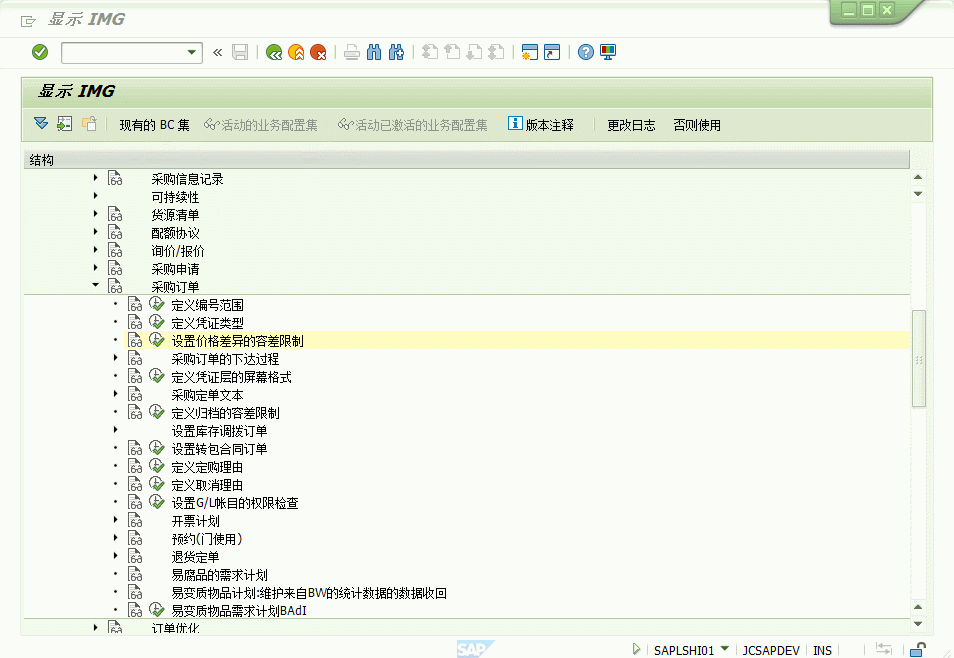 显示 IMG
显示 IMG
现有的 BC 集 活动的业务配置集 活动已激活的业务配置集 版本注释 更改日志 否则使用
结构
采购信息记录
可持续性
货源清单
配额协议
询价/报价
采购申请
采购订单
定义编号范围
定义凭证类型
设置价格差异的容差限制
采购订单的下达过程
定义凭证层的屏幕格式
采购定单文本
定义归档的容差限制
设置库存调拨订单
设置转包合同订单
定义定购理由
定义取消理由
设置G/L帐目的权限检查
开票计划
预约(门使用)
退货定单
易腐品的需求计划
易变质物品计划:维护来自BW的统计数据的数据收回
易变质物品需求计划BAdI
订单优化
SAP SAPLSHI01 JCSAPDEV INS